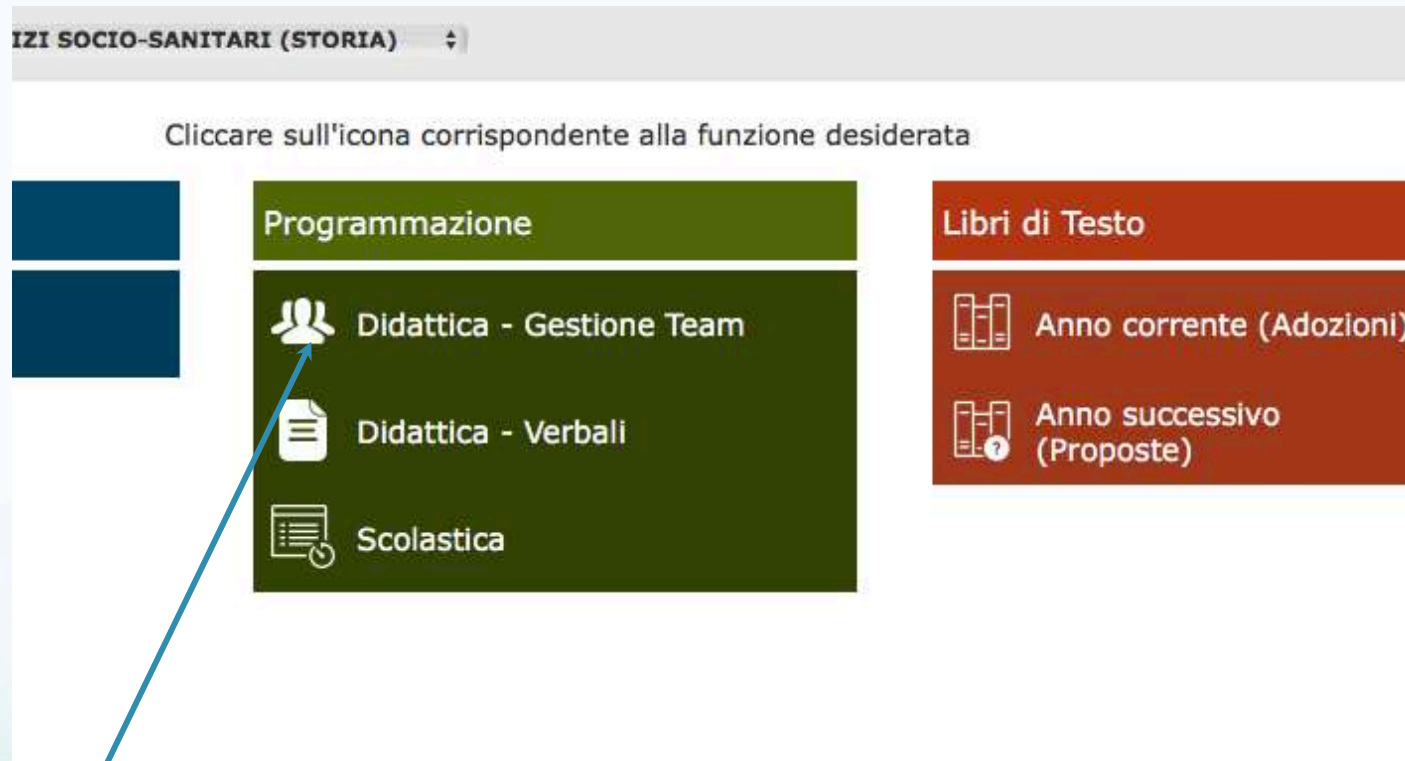 IZI SOCIO-SANITARI (STORIA)
Cliccare sull'icona corrispondente alla funzione desiderata
Programmazione
Didattica - Gestione Team
Didattica - Verbali
Scolastica
Libri di Testo
Anno corrente (Adozioni)
Anno successivo
(Proposte)